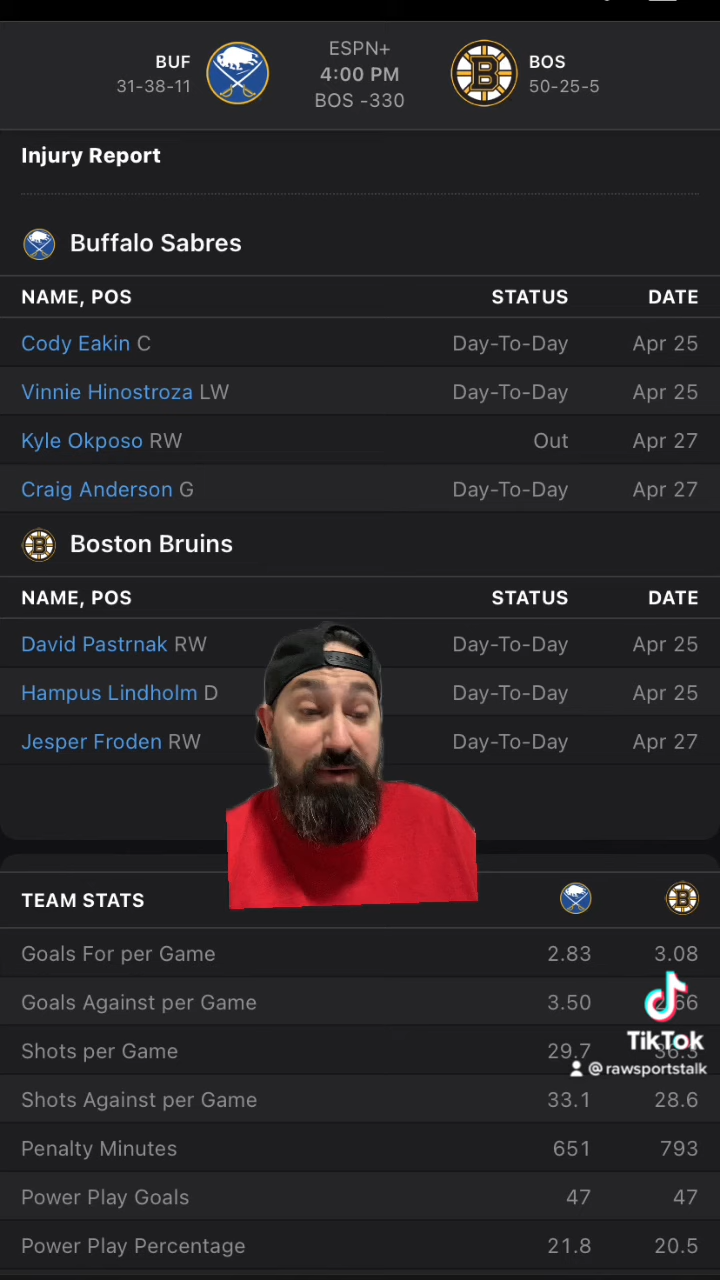 BUF
31-38-11
ESPN+
4:00 PM
BOS -330
BOS
50-25-5
Injury Report
Buffalo Sabres
NAME, POS STATUS DATE
Cody Eakin C Day-To-Day Apr 25
Vinnie Hinostroza LW Day-To-Day Apr 25
Kyle Okposo RW Out Apr 27
Craig Anderson G Day-To-Day Apr 27
Boston Bruins
NAME, POS STATUS DATE
David Pastrnak RW Day-To-Day Apr 25
Hampus Lindholm D Day-To-Day Apr 25
Jesper Froden RW Day-To-Day Apr 27
TEAM STATS
Goals For per Game 2.83 3.08
Goals Against per Game 3.50
Shots per Game 29.7 36.3
TikTok
@rawsportstalk
Shots Against per Game 33.1 28.6
Penalty Minutes 651 793
Power Play Goals 47 47
Power Play Percentage 21.8 20.5